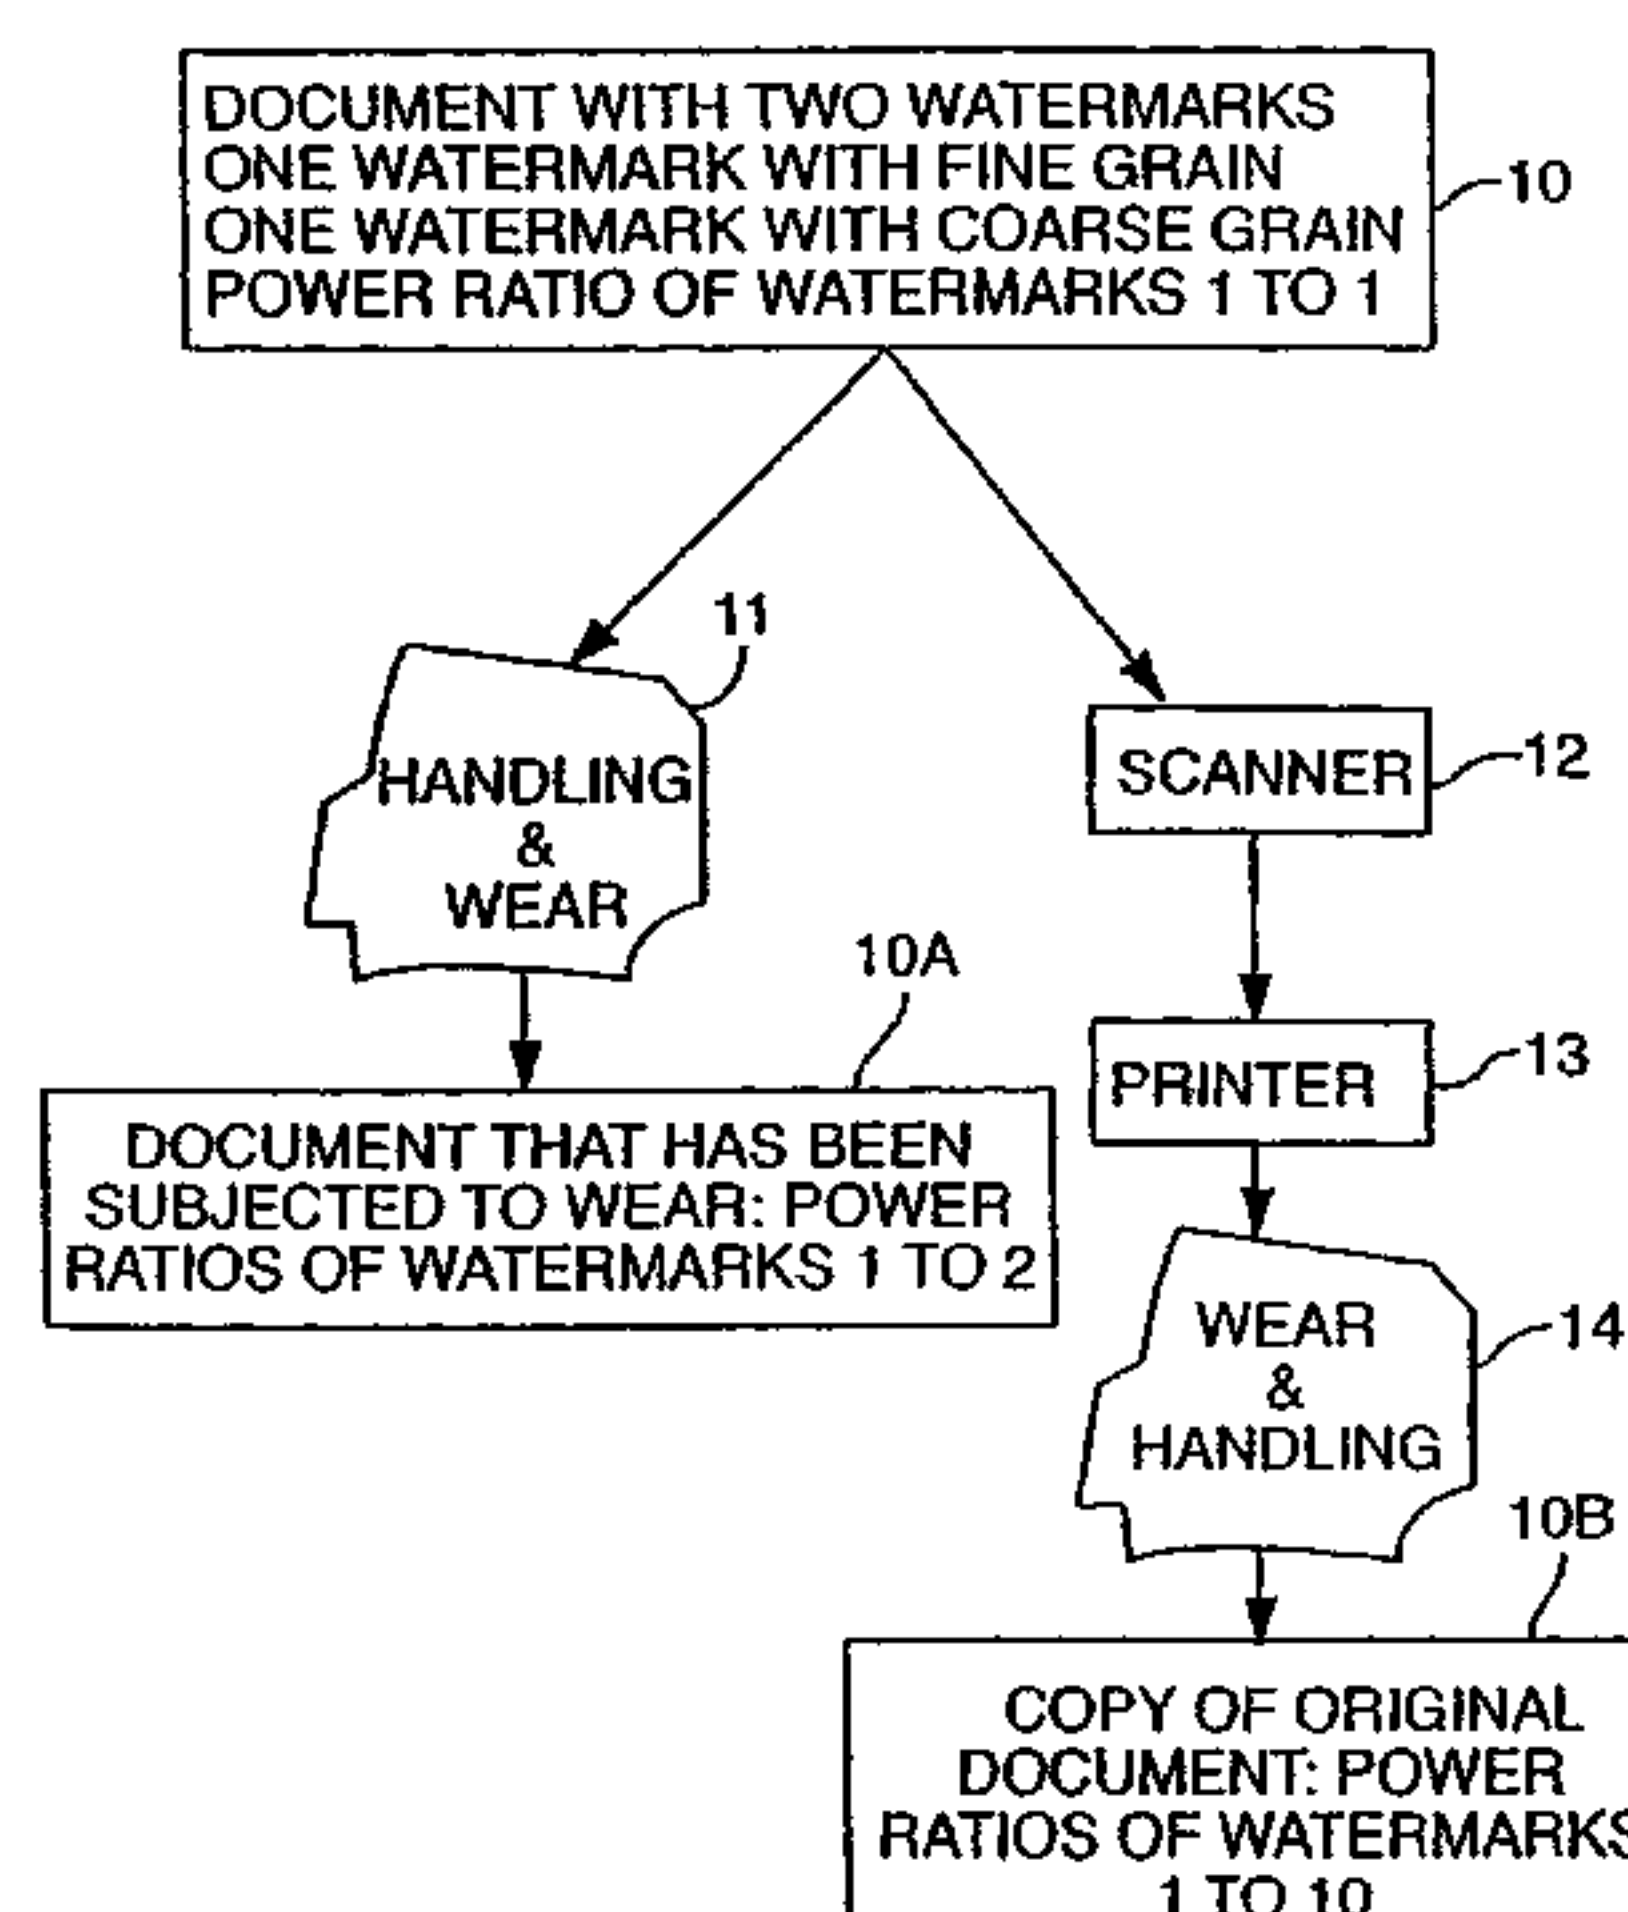 DOCUMENT WITH TWO WATERMARKS
ONE WATERMARK WITH FINE GRAIN
ONE WATERMARK WITH COARSE GRAIN
POWER RATIO OF WATERMARKS 1 TO 1
10
11
HANDLING
&
WEAR
SCANNER
12
10A
PRINTER
13
DOCUMENT THAT HAS BEEN
SUBJECTED TO WEAR: POWER
RATIOS OF WATERMARKS 1 TO 2
WEAR
&
HANDLING
14
10B
COPY OF ORIGINAL
DOCUMENT: POWER
RATIOS OF WATERMARKS
1 TO 10